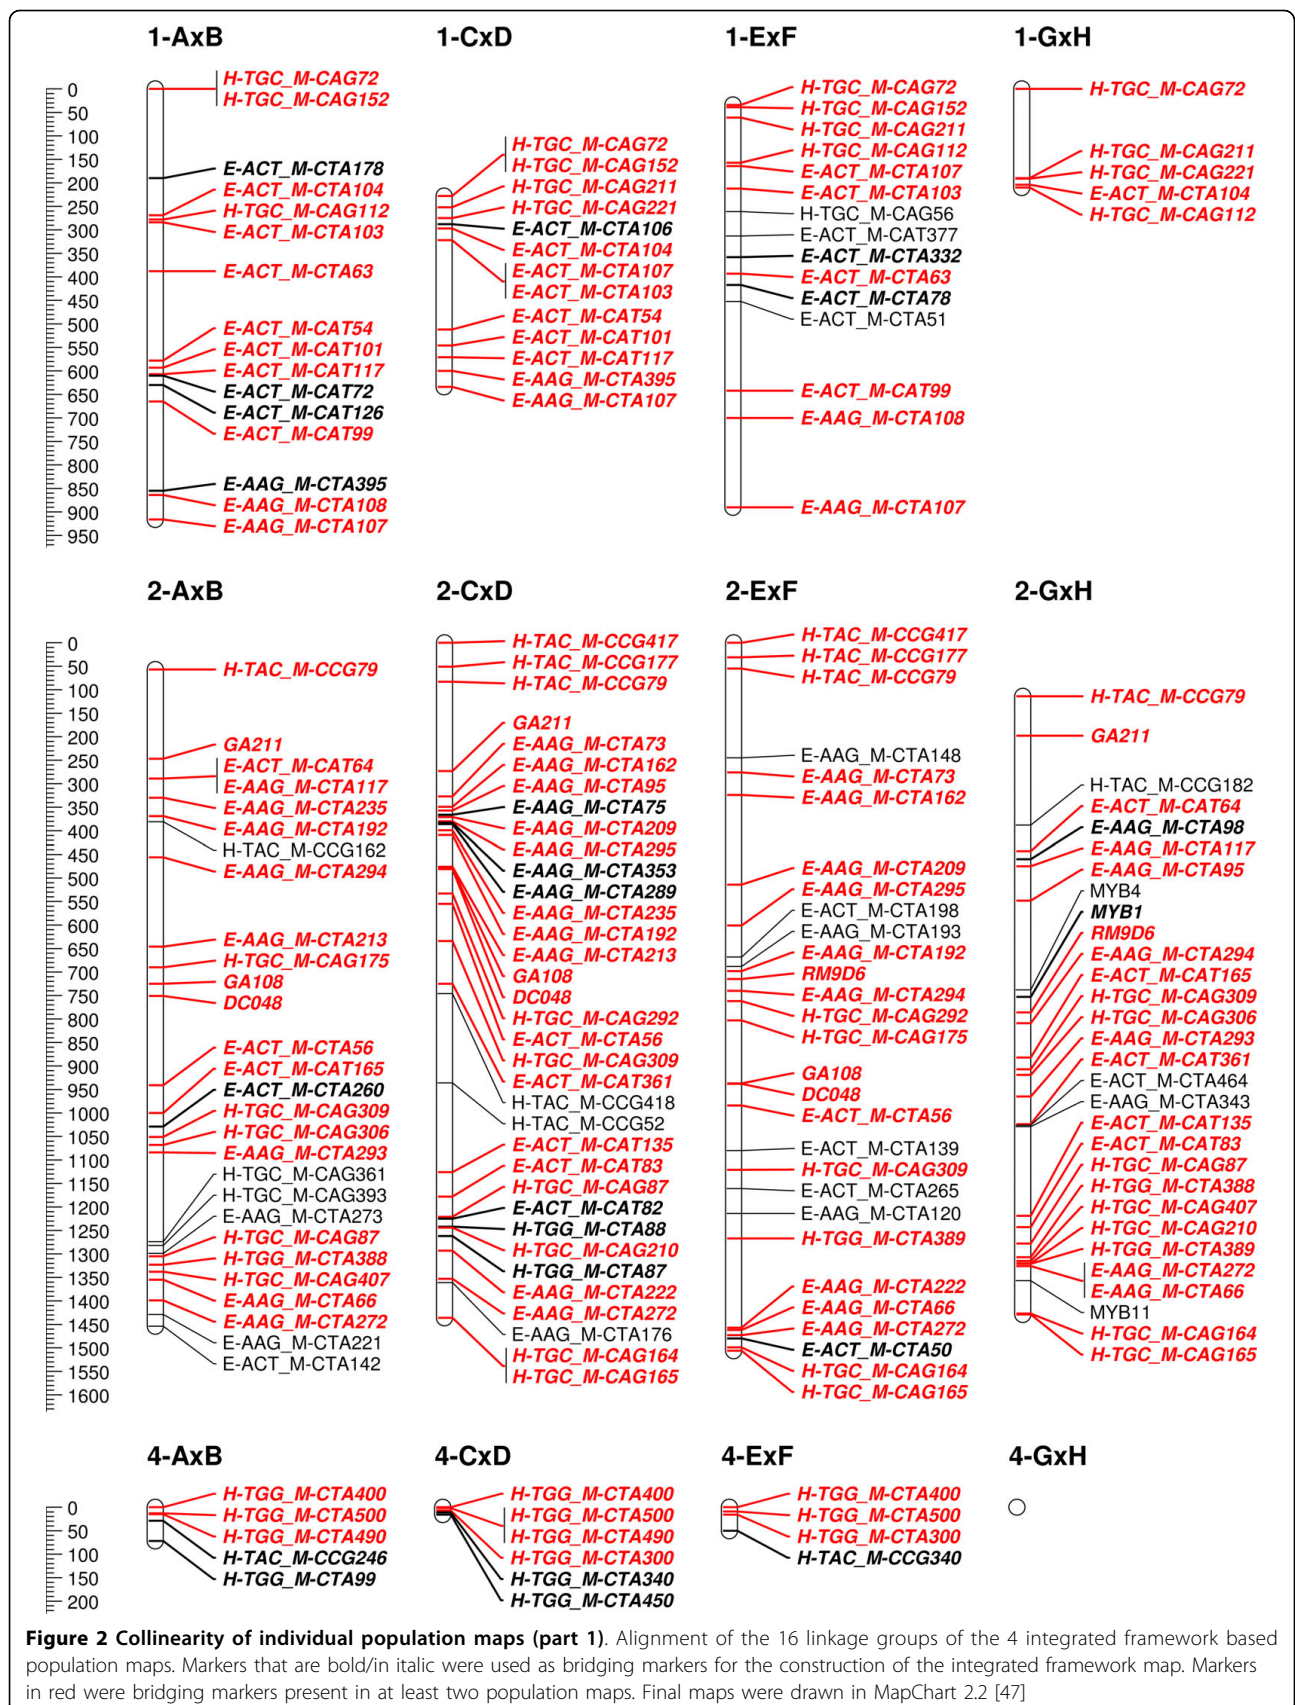 1-AxB
1-CxD
1-ExF
1-GxH
0
50
100
150
200
250
300
350
400
450
500
550
600
650
700
750
800
850
900
950
H-TGC_M-CAG72
H-TGC_M-CAG152
E-ACT_M-CTA178
E-ACT_M-CTA104
H-TGC_M-CAG112
E-ACT_M-CTA103
E-ACT_M-CTA63
E-ACT_M-CAT54
E-ACT_M-CAT101
E-ACT_M-CAT117
E-ACT_M-CAT72
E-ACT_M-CAT126
E-ACT_M-CAT99
E-AAG_M-CTA395
E-AAG_M-CTA108
E-AAG_M-CTA107
H-TGC_M-CAG72
H-TGC_M-CAG152
H-TGC_M-CAG211
H-TGC_M-CAG221
E-ACT_M-CTA106
E-ACT_M-CTA104
E-ACT_M-CTA107
E-ACT_M-CTA103
E-ACT_M-CAT54
E-ACT_M-CAT101
E-ACT_M-CAT117
E-AAG_M-CTA395
E-AAG_M-CTA107
H-TGC_M-CAG72
H-TGC_M-CAG152
H-TGC_M-CAG211
H-TGC_M-CAG112
E-ACT_M-CTA107
E-ACT_M-CTA103
H-TGC_M-CAG56
E-ACT_M-CAT377
E-ACT_M-CTA332
E-ACT_M-CTA63
E-ACT_M-CTA78
E-ACT_M-CTA51
E-ACT_M-CAT99
E-AAG_M-CTA108
E-AAG_M-CTA107
H-TGC_M-CAG72
H-TGC_M-CAG211
H-TGC_M-CAG221
E-ACT_M-CTA104
H-TGC_M-CAG112
2-AxB
2-CxD
2-ExF
2-GxH
0
50
100
150
200
250
300
350
400
450
500
550
600
650
700
750
800
850
900
950
1000
1050
1100
1150
1200
1250
1300
1350
1400
1450
1500
1550
1600
H-TAC_M-CCG79
GA211
E-ACT_M-CAT64
E-AAG_M-CTA117
E-AAG_M-CTA235
E-AAG_M-CTA192
H-TAC_M-CCG162
E-AAG_M-CTA294
E-AAG_M-CTA213
H-TGC_M-CAG175
GA108
DC048
E-ACT_M-CTA56
E-ACT_M-CAT165
E-ACT_M-CTA260
H-TGC_M-CAG309
H-TGC_M-CAG306
E-AAG_M-CTA293
H-TGC_M-CAG361
H-TGC_M-CAG393
E-AAG_M-CTA273
H-TGC_M-CAG87
H-TGG_M-CTA388
H-TGC_M-CAG407
E-AAG_M-CTA66
E-AAG_M-CTA272
E-AAG_M-CTA221
E-ACT_M-CTA142
H-TAC_M-CCG417
H-TAC_M-CCG177
H-TAC_M-CCG79
GA211
E-AAG_M-CTA73
E-AAG_M-CTA162
E-AAG_M-CTA95
E-AAG_M-CTA75
E-AAG_M-CTA209
E-AAG_M-CTA295
E-AAG_M-CTA353
E-AAG_M-CTA289
E-AAG_M-CTA235
E-AAG_M-CTA192
E-AAG_M-CTA213
GA108
DC048
H-TGC_M-CAG292
E-ACT_M-CTA56
H-TGC_M-CAG309
E-ACT_M-CAT361
H-TAC_M-CCG418
H-TAC_M-CCG52
E-ACT_M-CAT135
E-ACT_M-CAT83
H-TGC_M-CAG87
E-ACT_M-CAT82
H-TGG_M-CTA88
H-TGC_M-CAG210
H-TGG_M-CTA87
E-AAG_M-CTA222
E-AAG_M-CTA272
E-AAG_M-CTA176
H-TGC_M-CAG164
H-TGC_M-CAG165
H-TAC_M-CCG417
H-TAC_M-CCG177
H-TAC_M-CCG79
E-AAG_M-CTA148
E-AAG_M-CTA73
E-AAG_M-CTA162
E-AAG_M-CTA209
E-AAG_M-CTA295
E-ACT_M-CTA198
E-AAG_M-CTA193
E-AAG_M-CTA192
RM9D6
E-AAG_M-CTA294
H-TGC_M-CAG292
H-TGC_M-CAG175
GA108
DC048
E-ACT_M-CTA56
E-ACT_M-CTA139
H-TGC_M-CAG309
E-ACT_M-CTA265
E-AAG_M-CTA120
H-TGG_M-CTA389
E-AAG_M-CTA222
E-AAG_M-CTA66
E-AAG_M-CTA272
E-ACT_M-CTA50
H-TGC_M-CAG164
H-TGC_M-CAG165
H-TAC_M-CCG79
GA211
H-TAC_M-CCG182
E-ACT_M-CAT64
E-AAG_M-CTA98
E-AAG_M-CTA117
E-AAG_M-CTA95
MYB4
MYB1
RM9D6
E-AAG_M-CTA294
E-ACT_M-CAT165
H-TGC_M-CAG309
H-TGC_M-CAG306
E-AAG_M-CTA293
E-ACT_M-CAT361
E-ACT_M-CTA464
E-AAG_M-CTA343
E-ACT_M-CAT135
E-ACT_M-CAT83
H-TGC_M-CAG87
H-TGG_M-CTA388
H-TGC_M-CAG407
H-TGC_M-CAG210
H-TGG_M-CTA389
E-AAG_M-CTA272
E-AAG_M-CTA66
MYB11
H-TGC_M-CAG164
H-TGC_M-CAG165
4-AxB
4-CxD
4-ExF
4-GxH
0
50
100
150
200
H-TGG_M-CTA400
H-TGG_M-CTA500
H-TGG_M-CTA490
H-TAC_M-CCG246
H-TGG_M-CTA99
H-TGG_M-CTA400
H-TGG_M-CTA500
H-TGG_M-CTA490
H-TGG_M-CTA300
H-TGG_M-CTA340
H-TGG_M-CTA450
H-TGG_M-CTA400
H-TGG_M-CTA500
H-TGG_M-CTA300
H-TAC_M-CCG340
Figure 2 Collinearity of individual population maps (part 1). Alignment of the 16 linkage groups of the 4 integrated framework based
population maps. Markers that are bold/in italic were used as bridging markers for the construction of the integrated framework map. Markers
in red were bridging markers present in at least two population maps. Final maps were drawn in MapChart 2.2 [47]